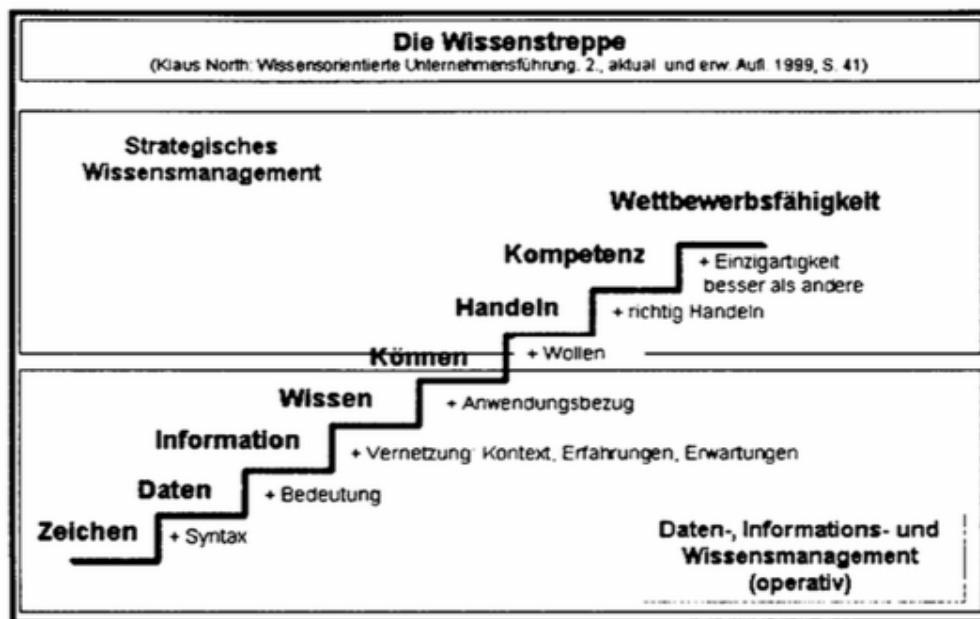 Die Wissenstreppe
(Klaus North: Wissensorientierte Unternehmensführung. 2., aktual. und erw. Aufl. 1999, S. 41)
Strategisches
Wissensmanagement
Wettbewerbsfähigkeit
Kompetenz
+ Einzigartigkeit
besser als andere
Handeln
+ richtig Handeln
Können
+ Wollen
Wissen
+ Anwendungsbezug
Information
+ Vernetzung: Kontext, Erfahrungen, Erwartungen
Daten
+ Bedeutung
Zeichen
+ Syntax
Daten-, Informations- und
Wissensmanagement
(operativ)